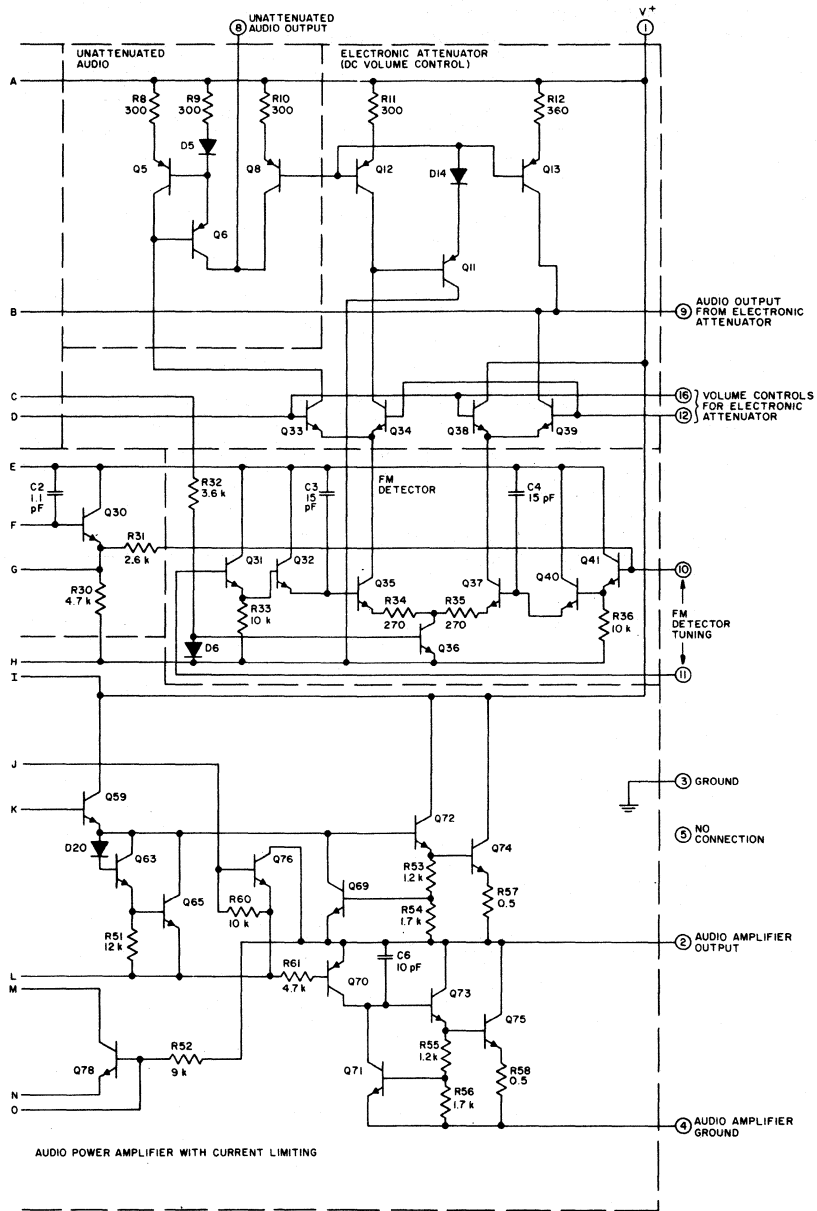 V+
1
8 UNATTENUATED
AUDIO OUTPUT
UNATTENUATED
AUDIO
ELECTRONIC ATTENUATOR
(DC VOLUME CONTROL)
A
R8
300
R9
300
R10
300
R11
300
R12
360
D5
Q5
Q8
Q12
D14
Q13
Q6
Q11
B
9 AUDIO OUTPUT
FROM ELECTRONIC
ATTENUATOR
C
D
16
12
VOLUME CONTROLS
FOR ELECTRONIC
ATTENUATOR
Q33
Q34
Q38
Q39
E
C2
1.1
pF
Q30
R32
3.6 k
C3
15
pF
FM
DETECTOR
C4
15 pF
F
R31
2.6 k
Q31
Q32
Q41
G
10
R30
4.7 k
R33
10 k
Q35
R34
270
R35
270
Q37
Q40
R36
10 k
FM
DETECTOR
TUNING
D6
Q36
H
I
11
J
K
Q59
3 GROUND
D20
Q63
Q76
Q72
Q74
5 NO
CONNECTION
Q65
R60
10 k
Q69
R53
1.2 k
R54
1.7 k
R57
0.5
R51
12 k
2 AUDIO AMPLIFIER
OUTPUT
L
M
R61
4.7 k
Q70
C6
10 pF
Q73
Q75
R52
9 k
Q78
Q71
R55
1.2 k
R56
1.7 k
R58
0.5
N
O
4 AUDIO AMPLIFIER
GROUND
AUDIO POWER AMPLIFIER WITH CURRENT LIMITING